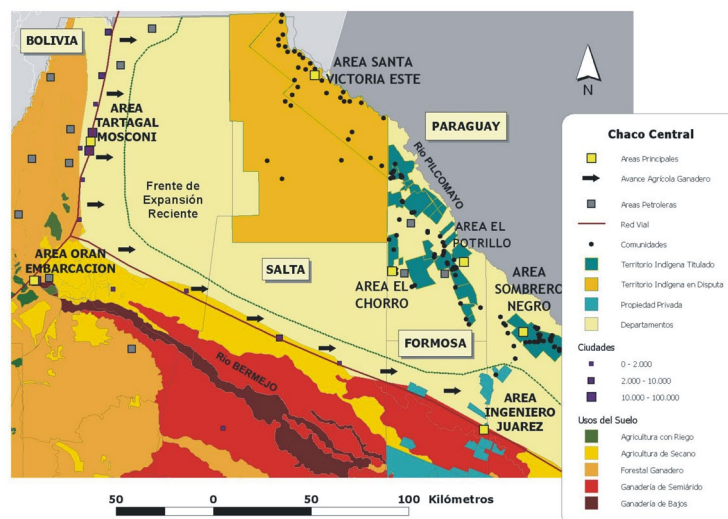 BOLIVIA
AREA SANTA
VICTORIA ESTE
AREA
TARTAGAL
MOSCONI
PARAGUAY
N
Río PILCOMAYO
Frente de
Expansión
Reciente
AREA EL
POTRILLO
AREA ORAN
EMBARCACION
SALTA
AREA EL
CHORRO
AREA
SOMBRERO
NEGRO
FORMOSA
Río BERMEJO
AREA
INGENIERO
JUAREZ
50 0 50 100 Kilómetros
Chaco Central
Areas Principales
Avance Agrícola Ganadero
Areas Petroleras
Red Vial
Comunidades
Territorio Indígena Titulado
Territorio Indígena en Disputa
Propiedad Privada
Departamentos
Ciudades
0 - 2.000
2.000 - 10.000
10.000 - 100.000
Usos del Suelo
Agricultura con Riego
Agricultura de Secano
Forestal Ganadero
Ganadería de Semiárido
Ganadería de Bajos